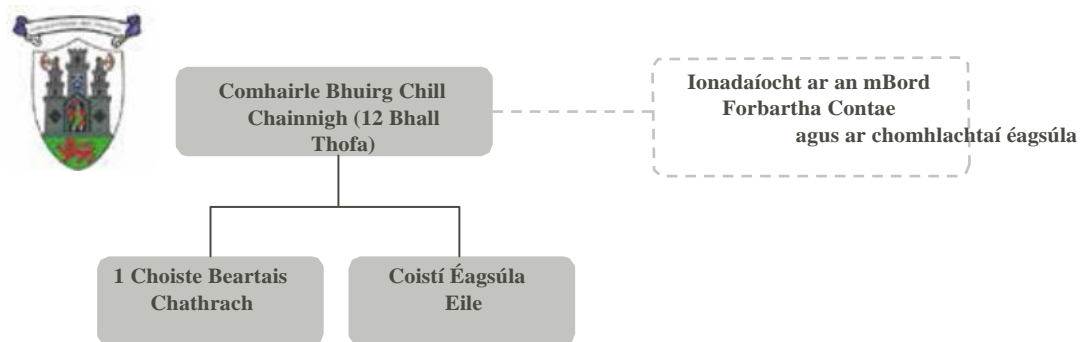 Comhairle Bhuirg Chill
Chainnigh (12 Bhall
Thofa)
Ionadaíocht ar an mBord
Forbartha Contae
agus ar chomhlachtaí éagsúla
1 Choiste Beartais
Chathrach
Coistí Éagsúla
Eile